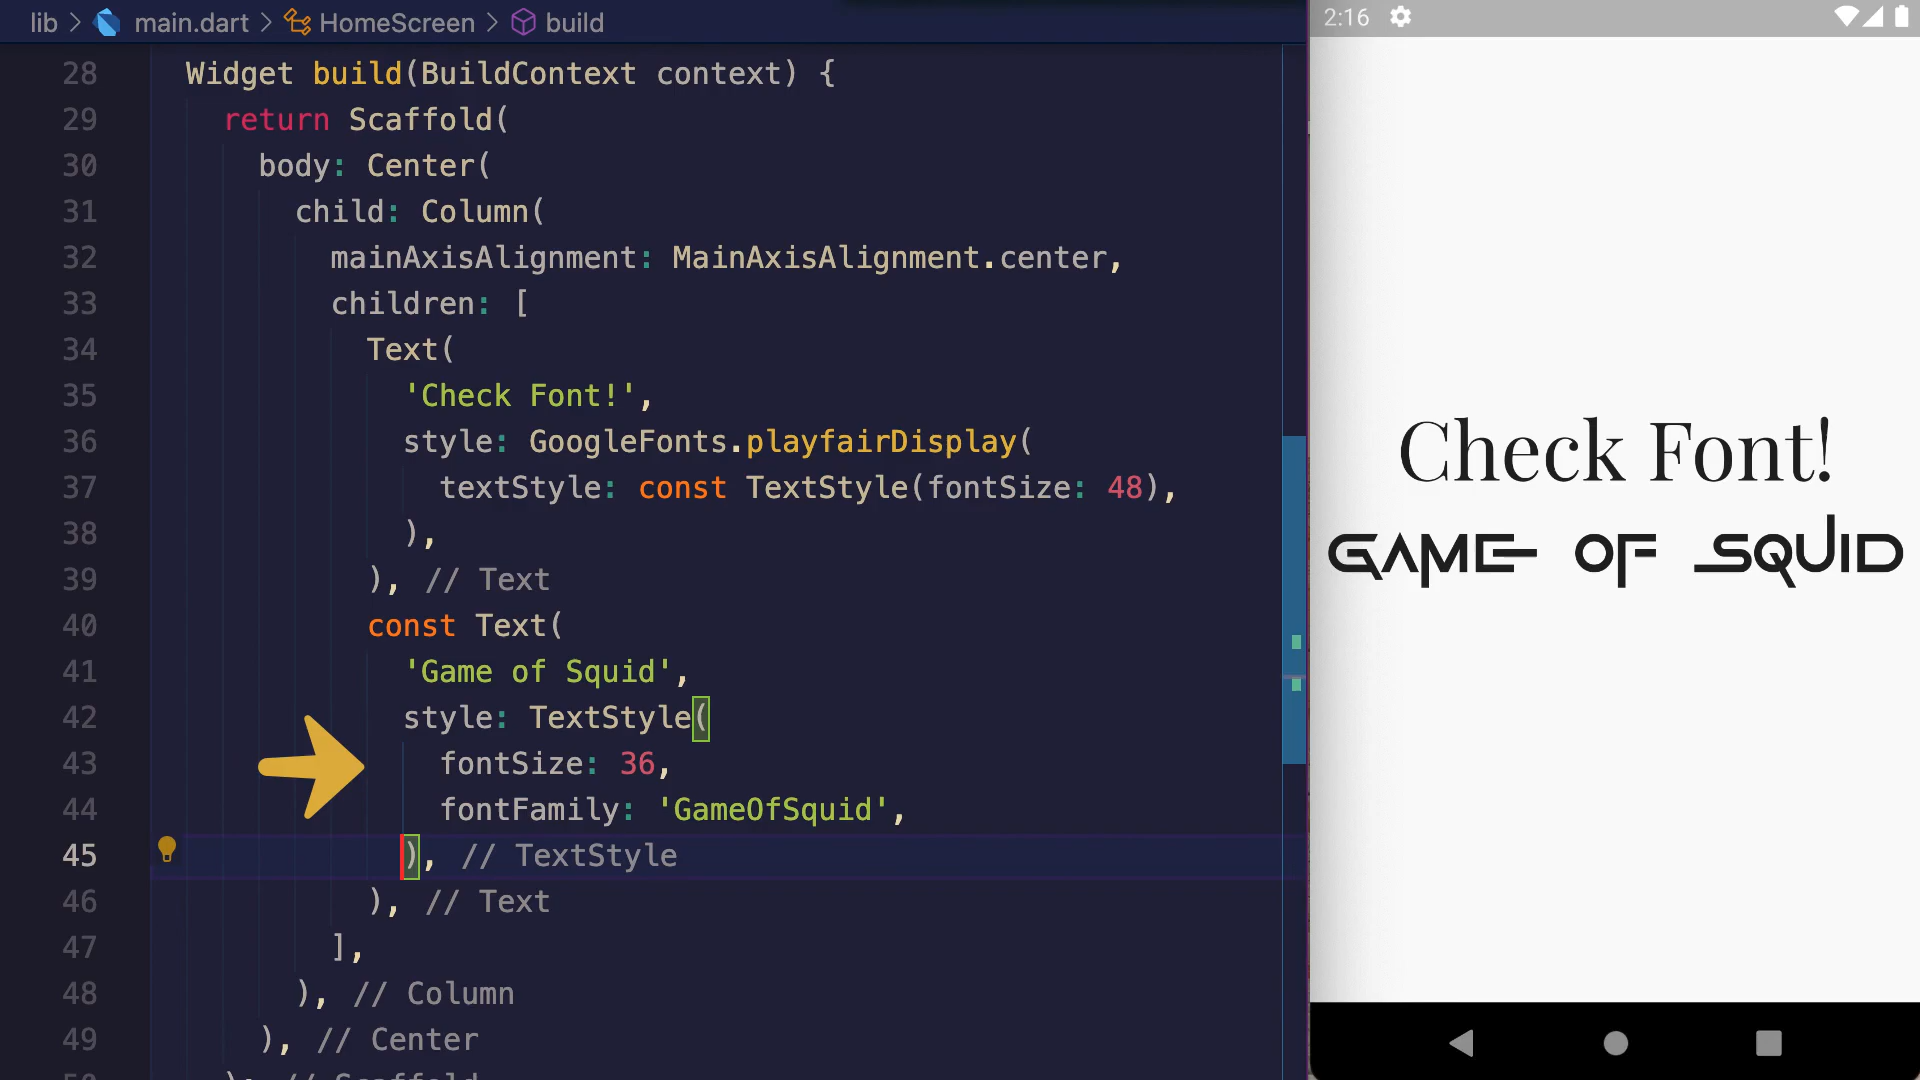 lib > main.dart > HomeScreen > build
28 Widget build(BuildContext context) {
29 return Scaffold(
30 body: Center(
31 child: Column(
32 mainAxisAlignment: MainAxisAlignment.center,
33 children: [
34 Text(
35 'Check Font!',
36 style: GoogleFonts.playfairDisplay(
37 textStyle: const TextStyle(fontSize: 48),
38 ),
39 ), // Text
40 const Text(
41 'Game of Squid',
42 style: TextStyle(
43 fontSize: 36,
44 fontFamily: 'GameOfSquid',
45 ), // TextStyle
46 ), // Text
47 ],
48 ), // Column
49 ), // Center
50 ); // Scaffold
2:16
Check Font!
GAME OF SQUID